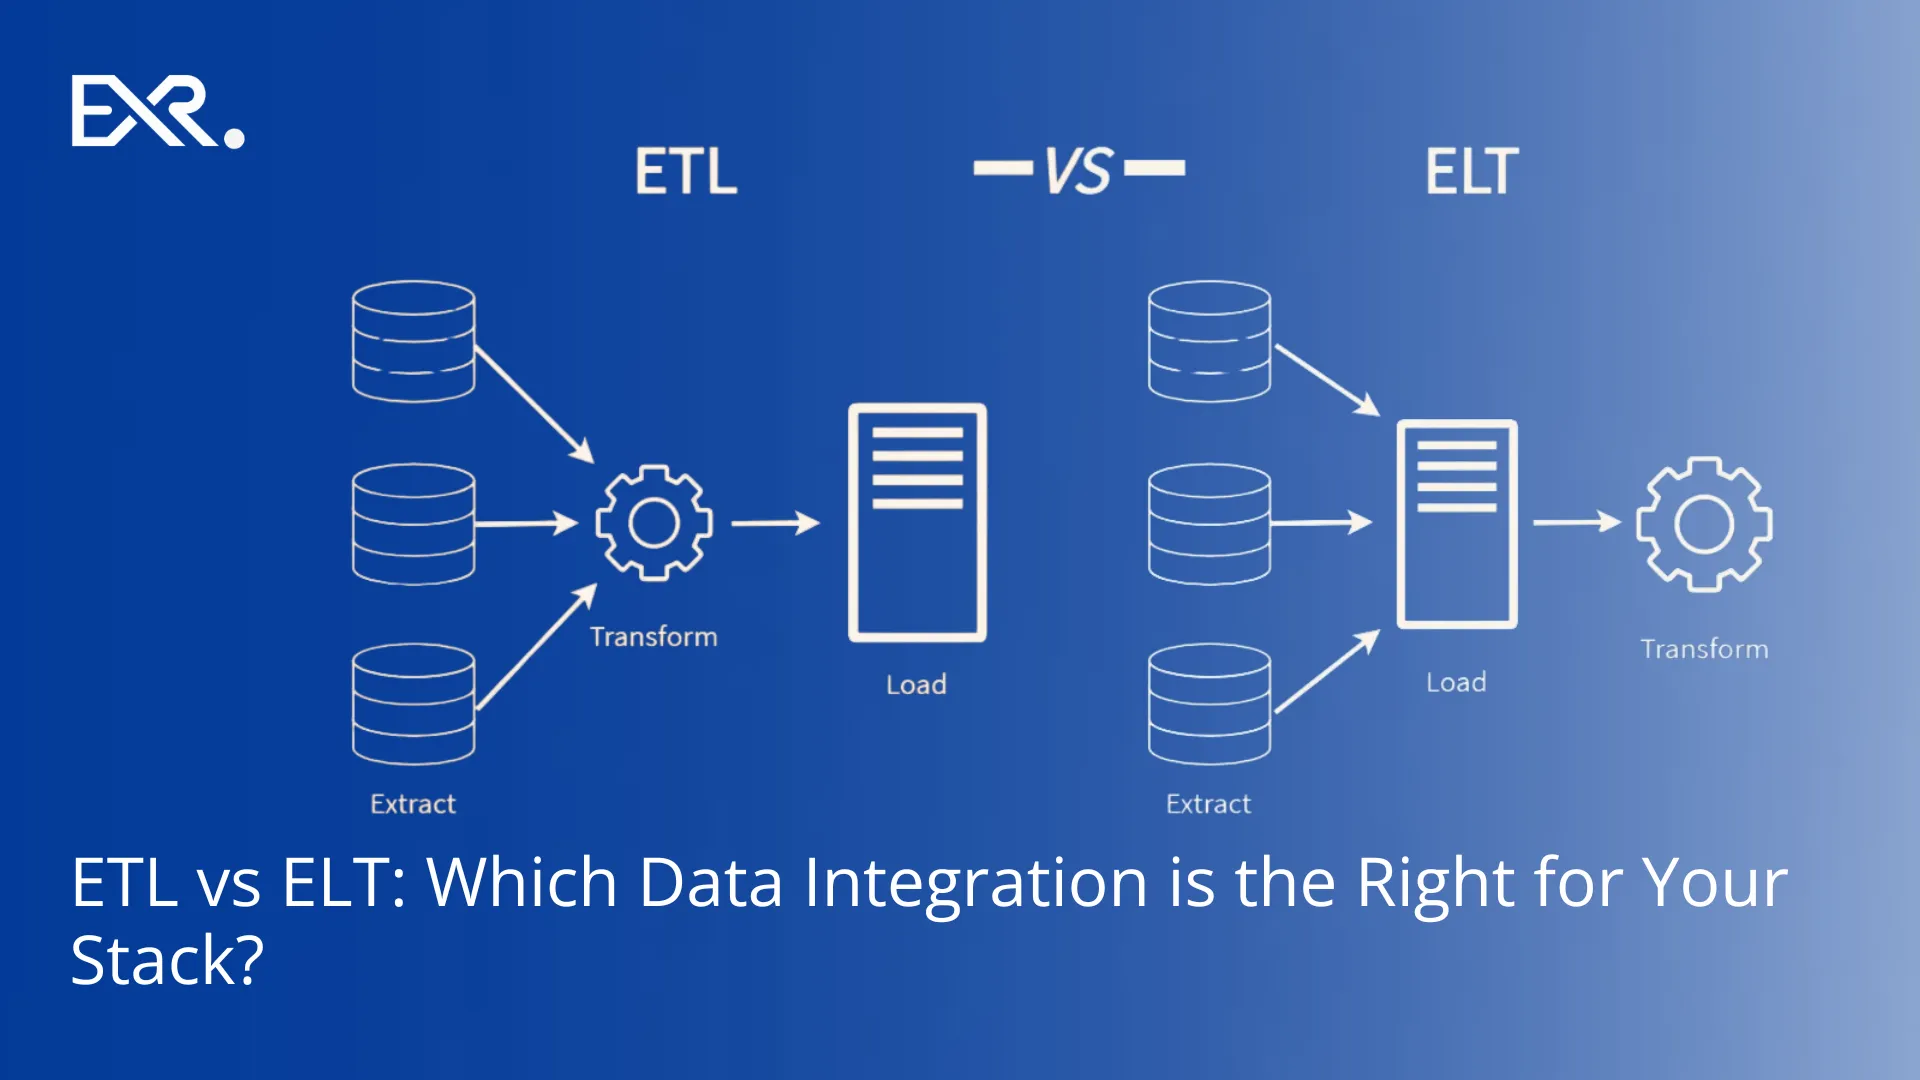 EXR.
ETL
VS
ELT
Transform
Load
Extract
Load
Transform
Extract
ETL vs ELT: Which Data Integration is the Right for Your
Stack?